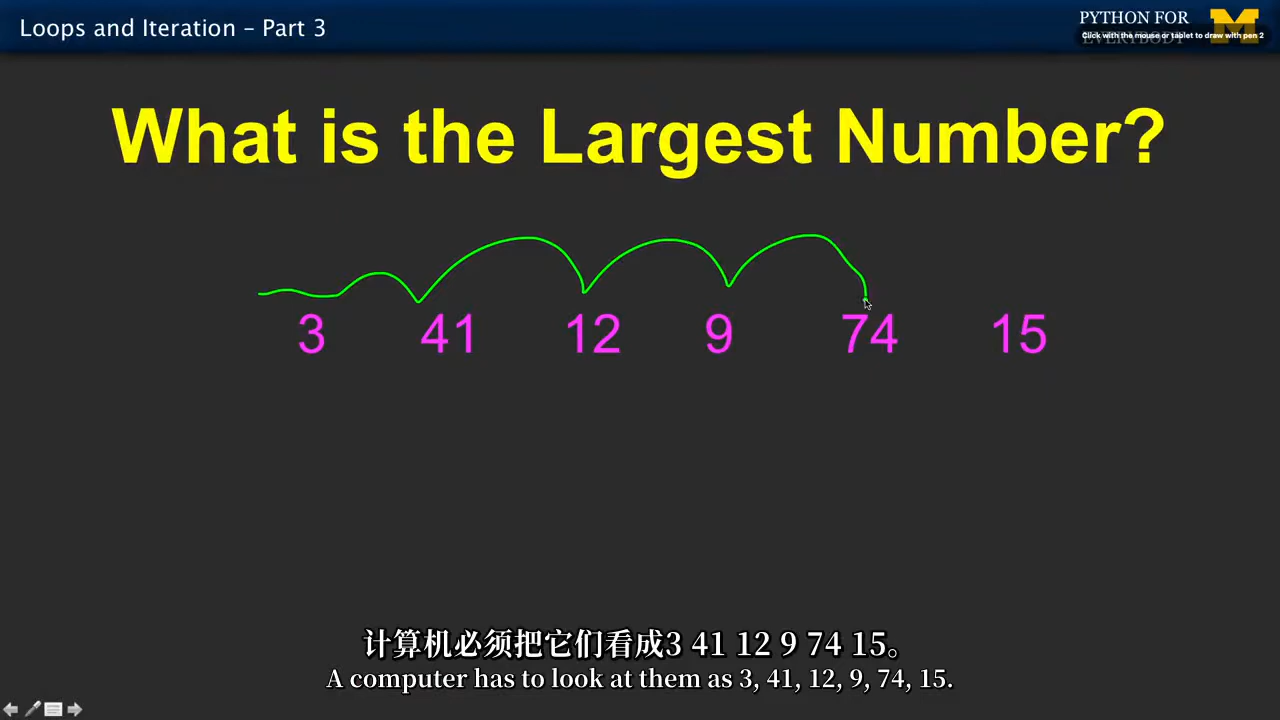 Loops and Iteration – Part 3
PYTHON FOR
EVERYBODY
Click with the mouse or tablet to draw with pen 2
What is the Largest Number?
3 41 12 9 74 15
计算机必须把它们看成3 41 12 9 74 15。
A computer has to look at them as 3, 41, 12, 9, 74, 15.